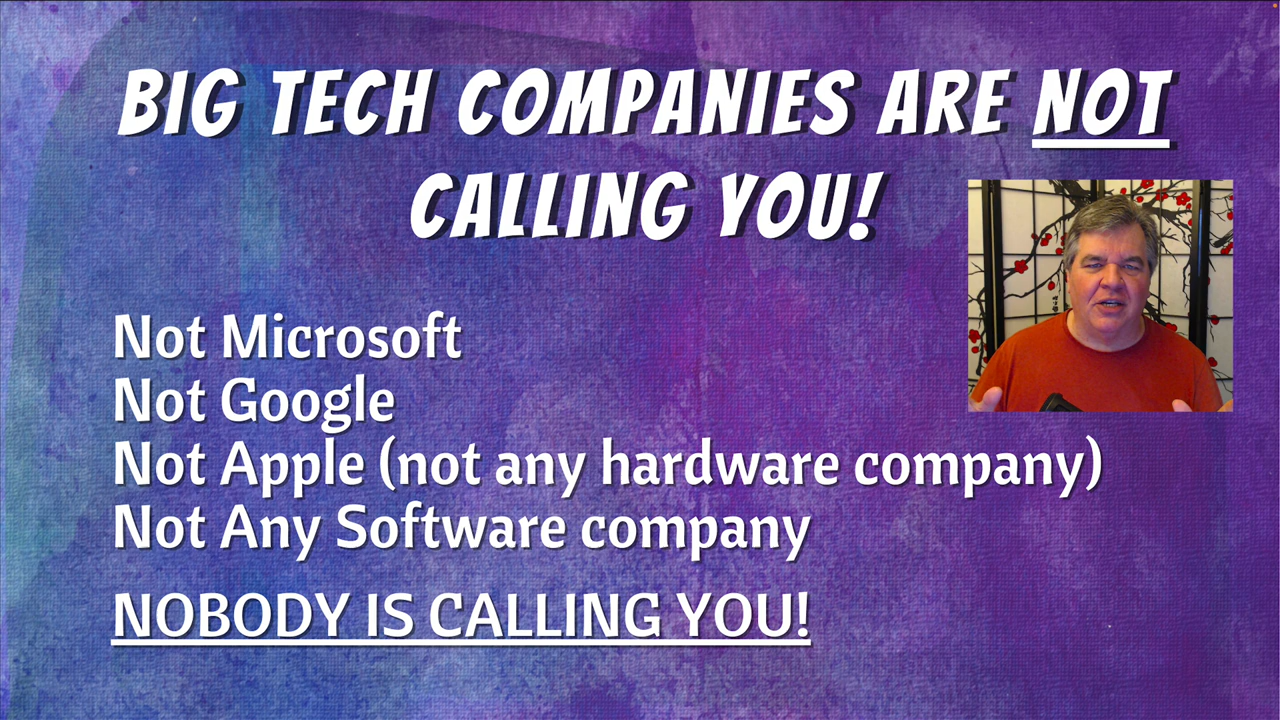 BIG TECH COMPANIES ARE NOT
CALLING YOU!
Not Microsoft
Not Google
Not Apple (not any hardware company)
Not Any Software company
NOBODY IS CALLING YOU!